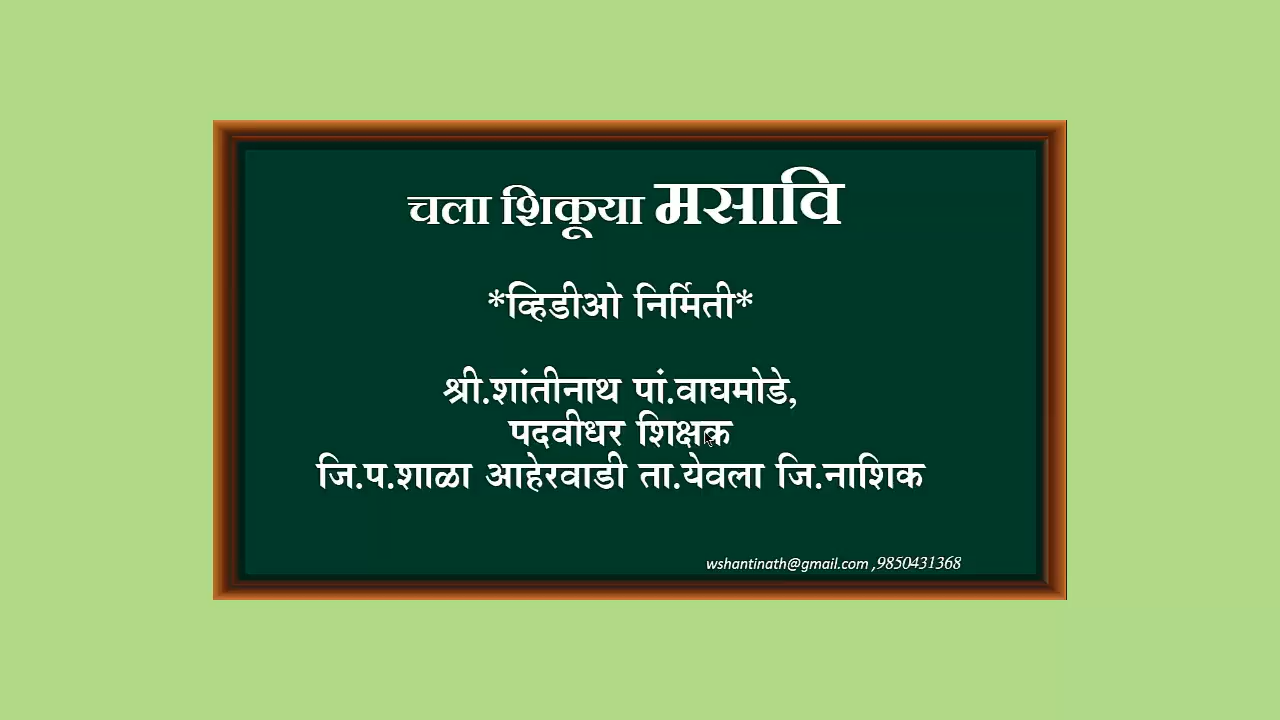 चला शिकूया मसावि
*व्हिडीओ निर्मिती*
श्री.शांतीनाथ पां.वाघमोडे,
पदवीधर शिक्षक
जि.प.शाळा आहेरवाडी ता.येवला जि.नाशिक
wshantinath@gmail.com ,9850431368